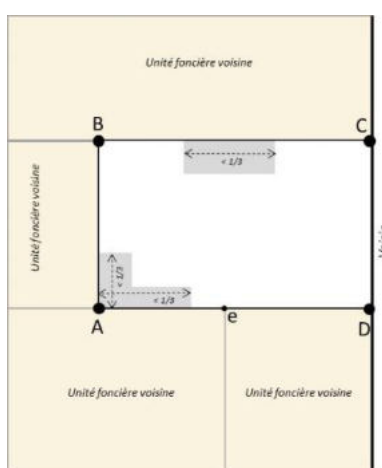 Unité foncière voisine
B
C
< 1/3
Unité foncière voisine
< 1/3
< 1/3
A
e
D
Unité foncière voisine
Unité foncière voisine